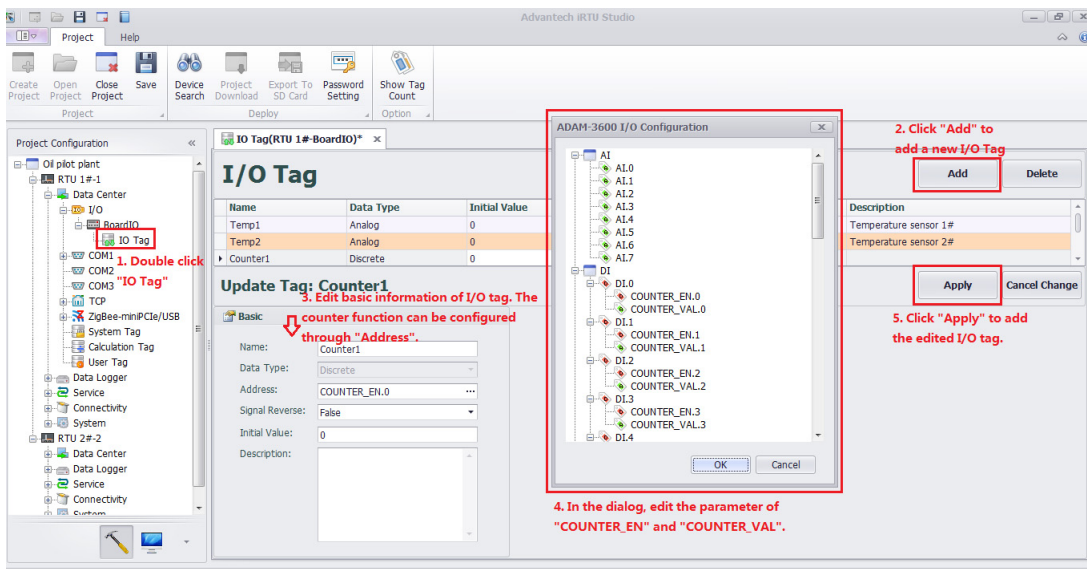 Advantech iRTU Studio
Project Help
Create Project
Open Project
Close Project
Save
Device Search
Project Download
Export To SD Card
Password Setting
Show Tag Count
Project
Deploy
Option
Project Configuration
Oil pilot plant
RTU 1#-1
Data Center
I/O
BoardIO
IO Tag
COM1
COM2
COM3
TCP
ZigBee-miniPCIe/USB
System Tag
Calculation Tag
User Tag
Data Logger
Service
Connectivity
System
RTU 2#-2
Data Center
Data Logger
Service
Connectivity
System
1. Double click
"IO Tag"
IO Tag(RTU 1#-BoardIO)*
I/O Tag
Name Data Type Initial Value Description
Temp1 Analog 0 Temperature sensor 1#
Temp2 Analog 0 Temperature sensor 2#
Counter1 Discrete 0
Update Tag: Counter1
3. Edit basic information of I/O tag. The
counter function can be configured
through "Address".
Basic
Name: Counter1
Data Type: Discrete
Address: COUNTER_EN.0 ...
Signal Reverse: False
Initial Value: 0
Description:
ADAM-3600 I/O Configuration
AI
AI.0
AI.1
AI.2
AI.3
AI.4
AI.5
AI.6
AI.7
DI
DI.0
COUNTER_EN.0
COUNTER_VAL.0
DI.1
COUNTER_EN.1
COUNTER_VAL.1
DI.2
COUNTER_EN.2
COUNTER_VAL.2
DI.3
COUNTER_EN.3
COUNTER_VAL.3
DI.4
OK Cancel
4. In the dialog, edit the parameter of
"COUNTER_EN" and "COUNTER_VAL".
2. Click "Add" to
add a new I/O Tag
Add Delete
Apply Cancel Change
5. Click "Apply" to add
the edited I/O tag.